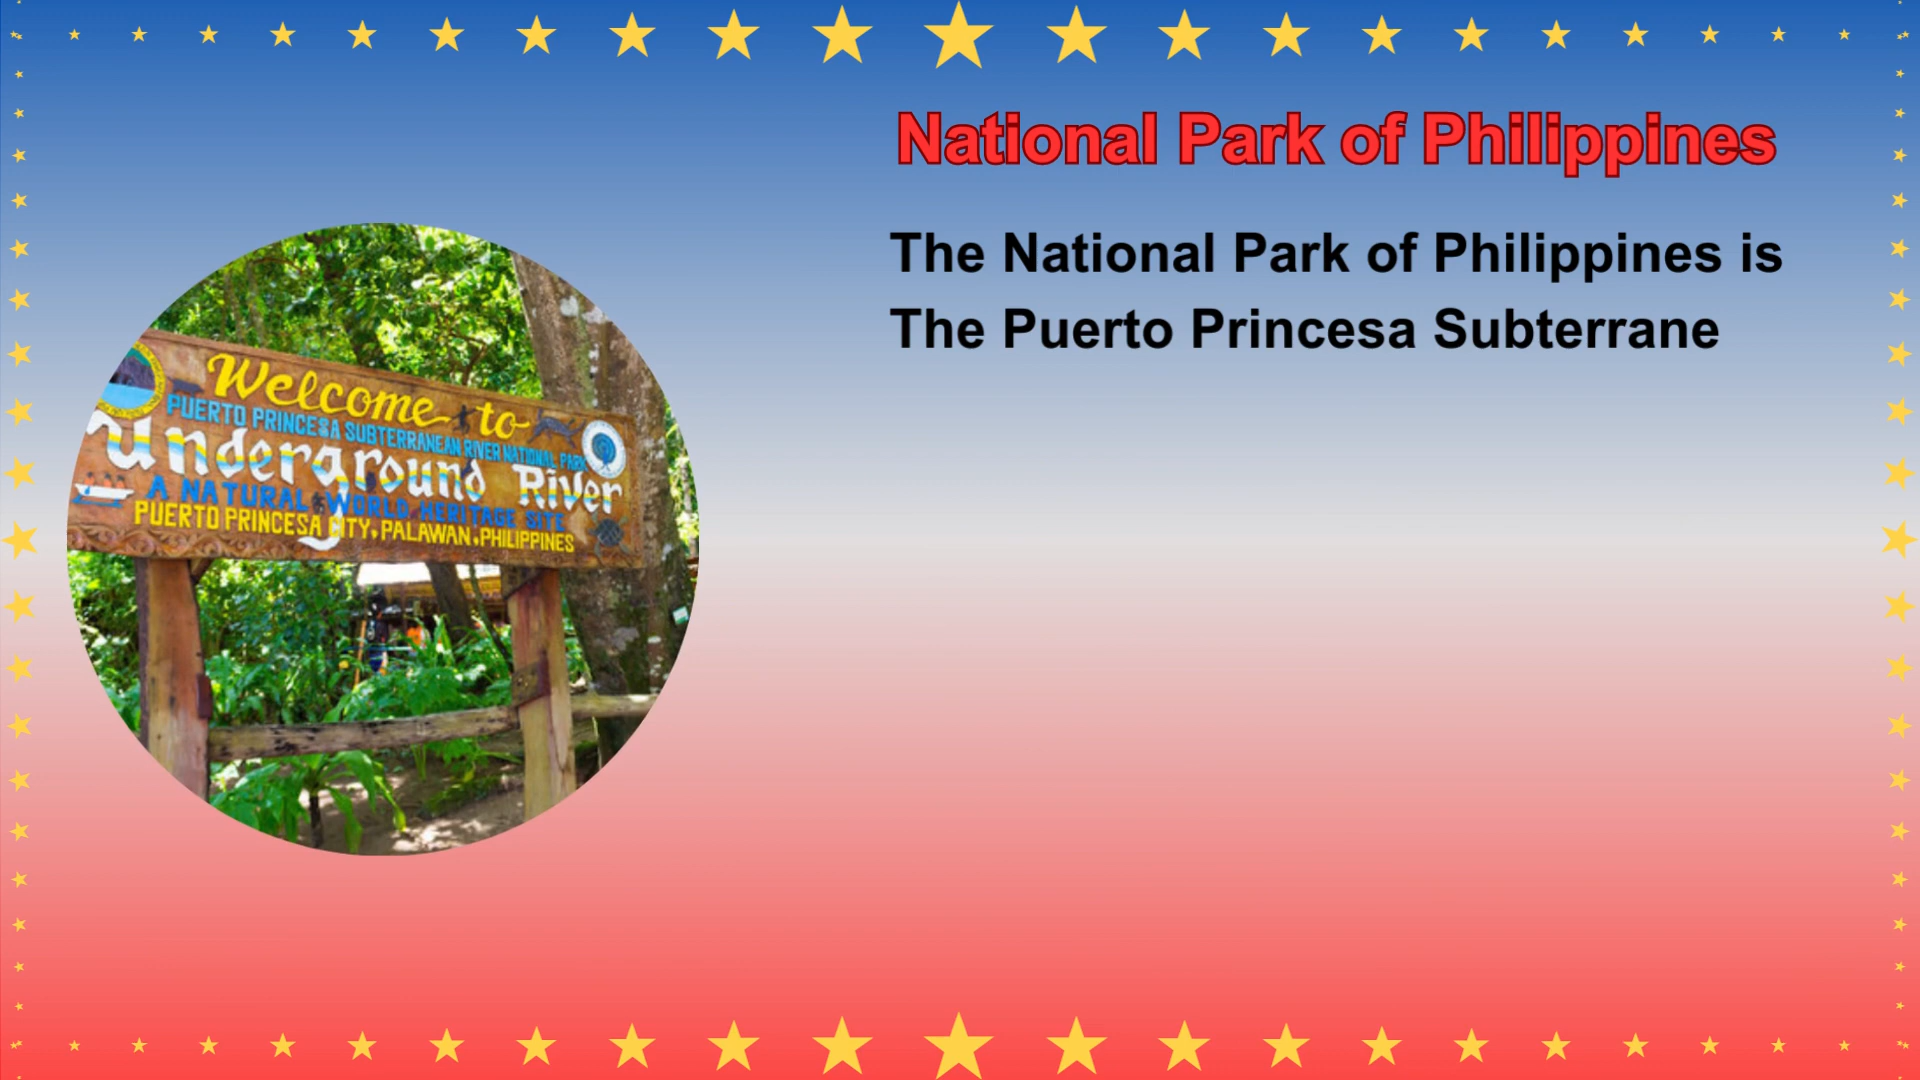 National Park of Philippines
The National Park of Philippines is
The Puerto Princesa Subterrane
Welcome to
PUERTO PRINCESA SUBTERRANEAN RIVER NATIONAL PARK
Underground River
A NATURAL WORLD HERITAGE SITE
PUERTO PRINCESA CITY, PALAWAN, PHILIPPINES